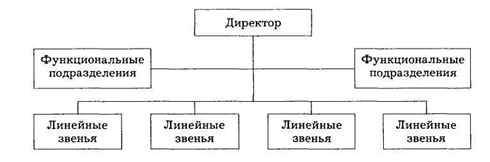 Директор
Функциональные
подразделения
Функциональные
подразделения
Линейные
звенья
Линейные
звенья
Линейные
звенья
Линейные
звенья